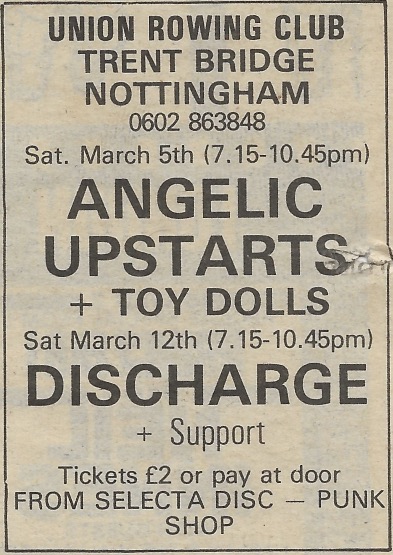 UNION ROWING CLUB
TRENT BRIDGE
NOTTINGHAM
0602 863848
Sat. March 5th (7.15-10.45pm)
ANGELIC
UPSTARTS
+ TOY DOLLS
Sat March 12th (7.15-10.45pm)
DISCHARGE
+ Support
Tickets £2 or pay at door
FROM SELECTA DISC — PUNK
SHOP